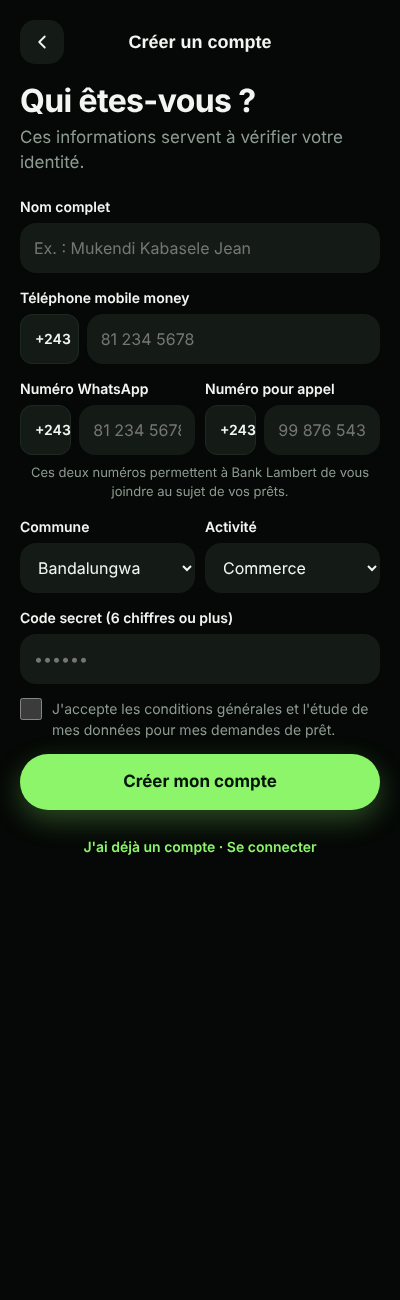 Créer un compte
Qui êtes-vous ?
Ces informations servent à vérifier votre
identité.
Nom complet
Ex. : Mukendi Kabasele Jean
Téléphone mobile money
+243 81 234 5678
Numéro WhatsApp Numéro pour appel
+243 81 234 5678 +243 99 876 543
Ces deux numéros permettent à Bank Lambert de vous
joindre au sujet de vos prêts.
Commune Activité
Bandalungwa Commerce
Code secret (6 chiffres ou plus)
••••••
J'accepte les conditions générales et l'étude de
mes données pour mes demandes de prêt.
Créer mon compte
J'ai déjà un compte · Se connecter